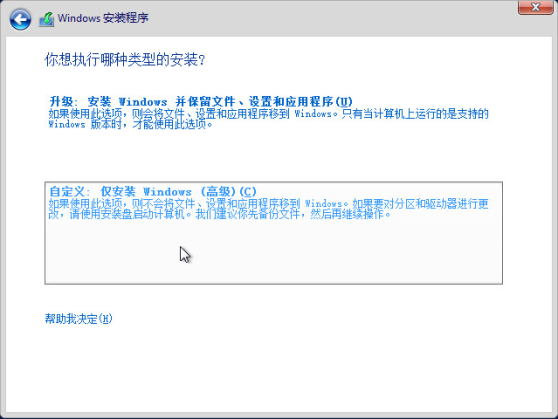 Windows 安装程序
你想执行哪种类型的安装?
升级: 安装 Windows 并保留文件、设置和应用程序(U)
如果使用此选项，则会将文件、设置和应用程序移到 Windows。只有当计算机上运行的是支持的
Windows 版本时，才能使用此选项。
自定义: 仅安装 Windows (高级)(C)
如果使用此选项，则不会将文件、设置和应用程序移到 Windows。如果要对分区和驱动器进行更
改，请使用安装盘启动计算机。我们建议你先备份文件，然后再继续操作。
帮助我决定(H)